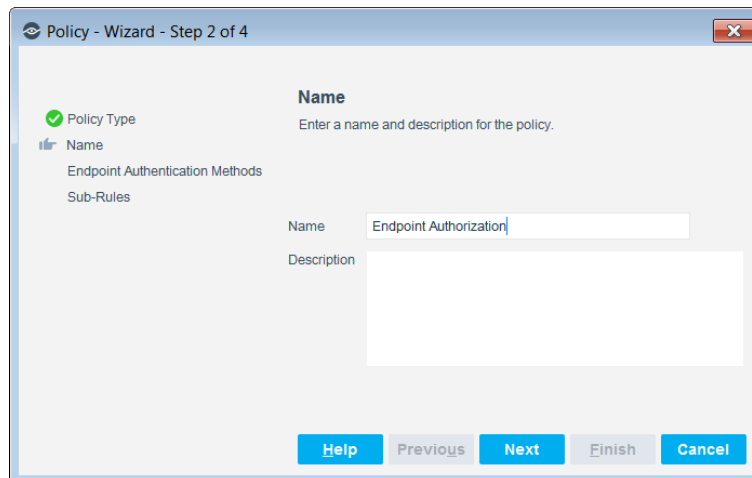 Policy - Wizard - Step 2 of 4
Policy Type
Name
Endpoint Authentication Methods
Sub-Rules
Name
Enter a name and description for the policy.
Name Endpoint Authorization
Description
Help Previous Next Finish Cancel